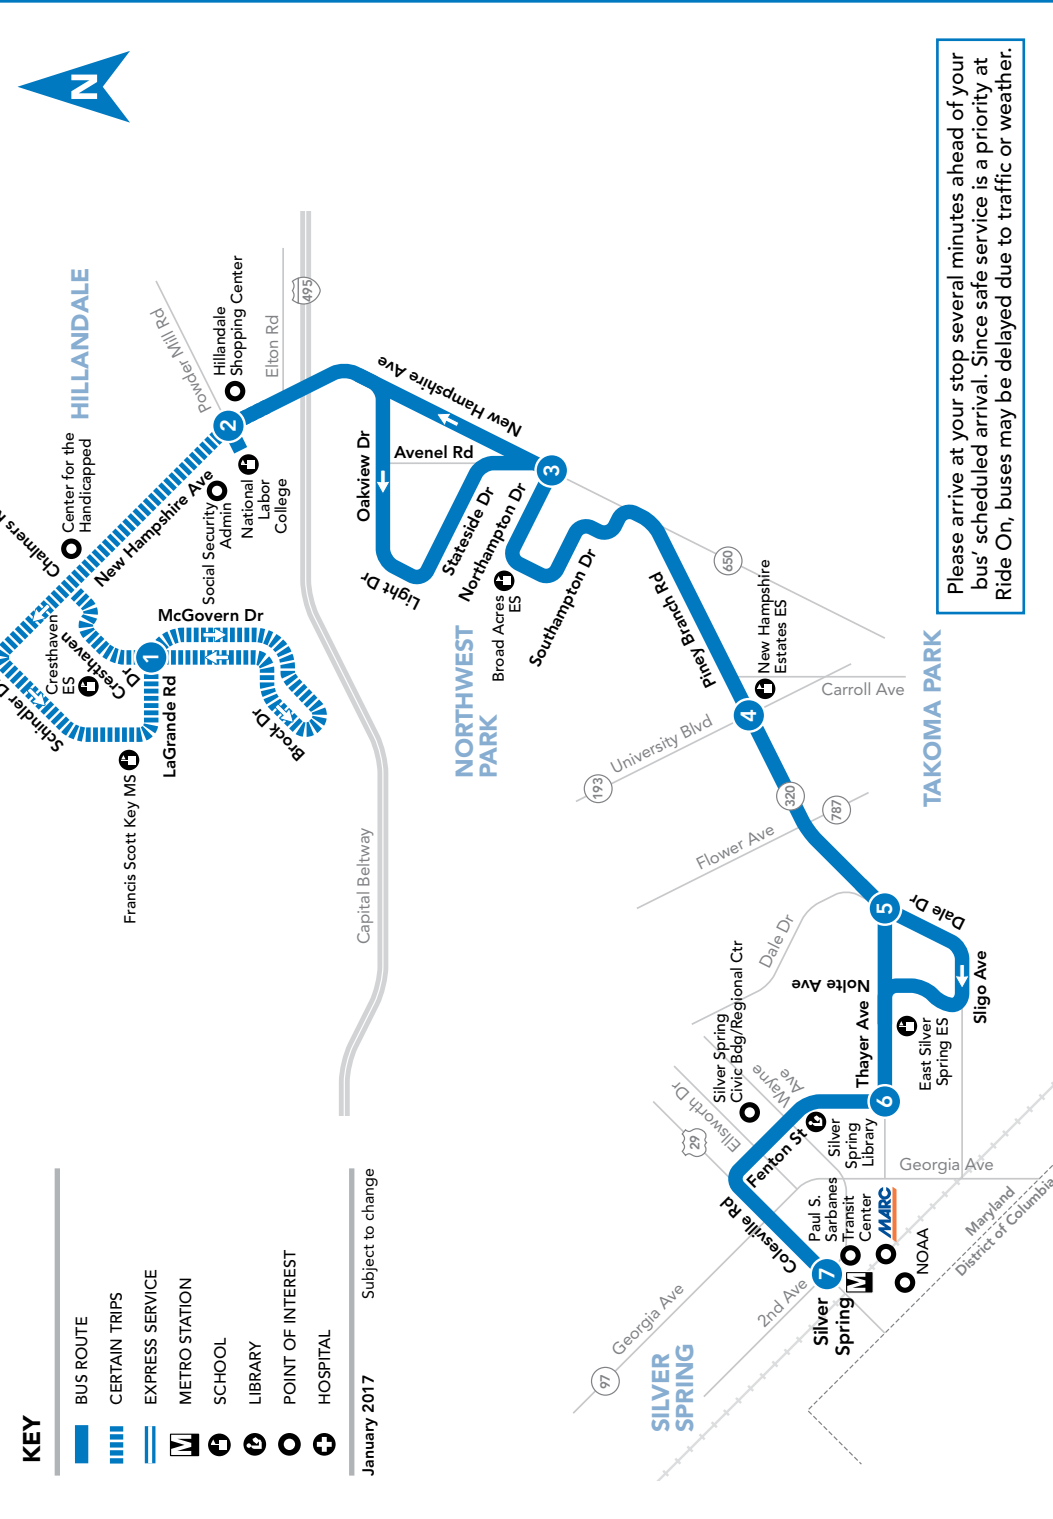 N
Please arrive at your stop several minutes ahead of your
bus' scheduled arrival. Since safe service is a priority at
Ride On, buses may be delayed due to traffic or weather.
HILLANDALE
Powder Mill Rd
Hillandale
Shopping Center
Elton Rd
495
2
Center for the
Handicapped
New Hampshire Ave
Social Security
Admin
National
Labor
College
Cresthaven
ES
Cresthaven
Dr
1
McGovern Dr
LaGrande Rd
Brock Dr
Francis Scott Key MS
Capital Beltway
New Hampshire Ave
Oakview Dr
Avenel Rd
3
Light Dr
Stateside Dr
Northampton Dr
Broad Acres
ES
Southampton Dr
NORTHWEST
PARK
650
Piney Branch Rd
New Hampshire
Estates ES
Carroll Ave
4
University Blvd
193
TAKOMA PARK
320
787
Flower Ave
5
Dale Dr
Dale Dr
Nolte Ave
Sligo Ave
Thayer Ave
East Silver
Spring ES
6
Silver Spring
Civic Bdg/Regional Ctr
Wayne
Ave
Ellsworth Dr
29
Fenton St
Silver
Spring
Library
Georgia Ave
Colesville Rd
Paul S.
Sarbanes
Transit
Center
MARC
NOAA
7
Silver
Spring
M
2nd Ave
Georgia Ave
97
SILVER
SPRING
Maryland
District of Columbia
KEY
BUS ROUTE
CERTAIN TRIPS
EXPRESS SERVICE
M METRO STATION
SCHOOL
LIBRARY
POINT OF INTEREST
HOSPITAL
January 2017
Subject to change